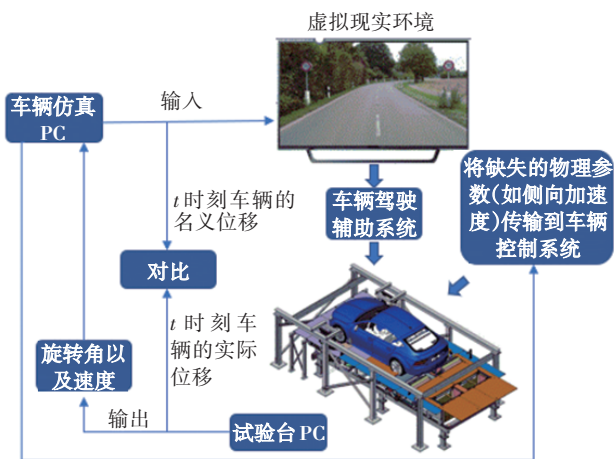 虚拟现实环境
车辆仿真
PC
输入
t时刻车辆的
名义位移
车辆驾驶
辅助系统
将缺失的物理参
数(如侧向加速
度)传输到车辆
控制系统
对比
t时刻车
辆的实际
位移
旋转角以
及速度
输出
试验台PC